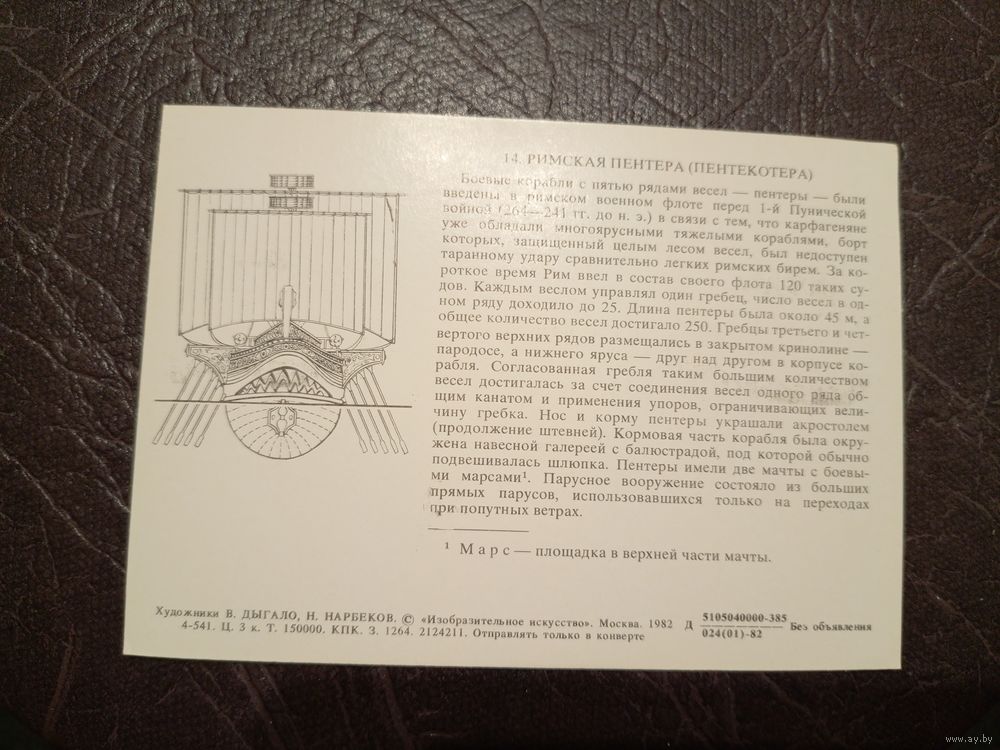 14. РИМСКАЯ ПЕНТЕРА (ПЕНТЕКОТЕРА)
Боевые корабли с пятью рядами весел — пентеры — были
введены в римском военном флоте перед 1-й Пунической
войной (264—241 гг. до н. э.) в связи с тем, что карфагеняне
уже обладали многоярусными тяжелыми кораблями, борт
которых, защищенный целым лесом весел, был недоступен
таранному удару сравнительно легких римских бирем. За ко-
роткое время Рим ввел в состав своего флота 120 таких су-
дов. Каждым веслом управлял один гребец, число весел в од-
ном ряду доходило до 25. Длина пентеры была около 45 м, а
общее количество весел достигало 250. Гребцы третьего и чет-
вертого верхних рядов размещались в закрытом кринолине —
пародосе, а нижнего яруса — друг над другом в корпусе ко-
рабля. Согласованная гребля таким большим количеством
весел достигалась за счет соединения весел одного ряда об-
щим канатом и применения упоров, ограничивающих вели-
чину гребка. Нос и корму пентеры украшали акростолем
(продолжение штевней). Кормовая часть корабля была окру-
жена навесной галереей с балюстрадой, под которой обычно
подвешивалась шлюпка. Пентеры имели две мачты с боевы-
ми марсами¹. Парусное вооружение состояло из больших
прямых парусов, использовавшихся только на переходах
при попутных ветрах.
¹ Марс — площадка в верхней части мачты.
Художники В. ДЫГАЛО, Н. НАРБЕКОВ. © «Изобразительное искусство». Москва. 1982 Д 5105040000-385 Без объявления
024(01)-82
4-541. Ц. 3 к. Т. 150000. КПК. З. 1264. 2124211. Отправлять только в конверте
www.ay.by